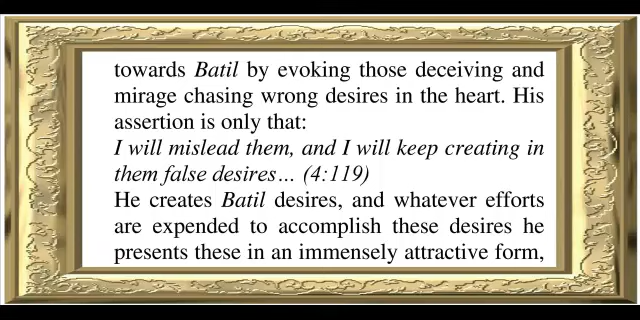 towards Batil by evoking those deceiving and
mirage chasing wrong desires in the heart. His
assertion is only that:
I will mislead them, and I will keep creating in
them false desires… (4:119)
He creates Batil desires, and whatever efforts
are expended to accomplish these desires he
presents these in an immensely attractive form,